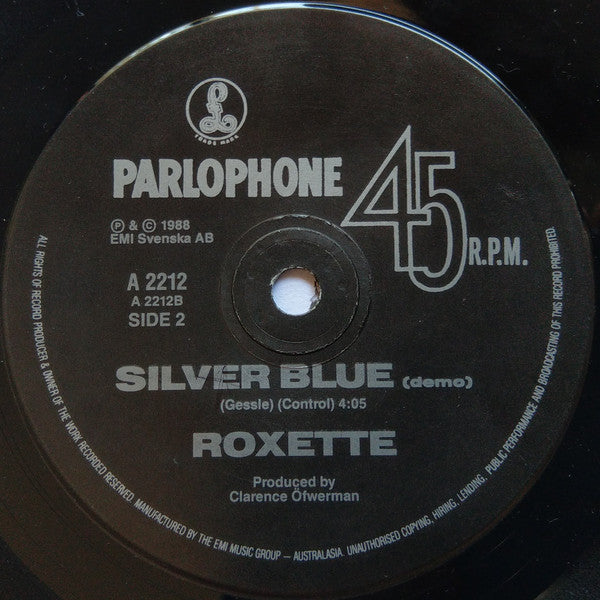 TRADE MARK
PARLOPHONE
45 R.P.M.
Ⓟ & © 1988
EMI Svenska AB
A 2212
A 2212B
SIDE 2
SILVER BLUE (demo)
(Gessle) (Control) 4:05
ROXETTE
Produced by
Clarence Öfwerman
ALL RIGHTS OF RECORD PRODUCER & OWNER OF THE WORK RECORDED RESERVED. MANUFACTURED BY THE EMI MUSIC GROUP – AUSTRALASIA. UNAUTHORISED COPYING, HIRING, LENDING, PUBLIC PERFORMANCE AND BROADCASTING OF THIS RECORD PROHIBITED.